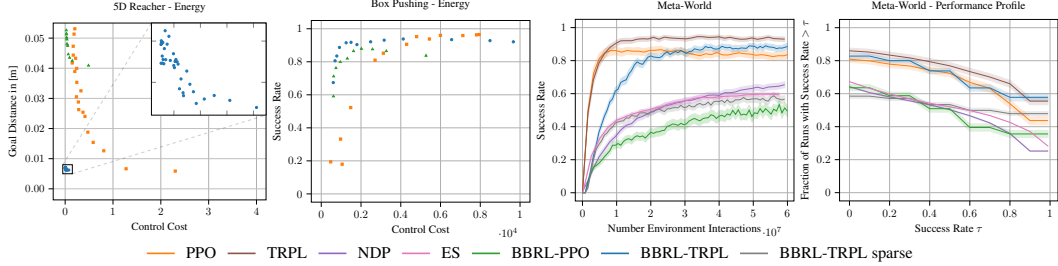 5D Reacher - Energy
Goal Distance in [m]
0.05
0.04
0.03
0.02
0.01
0.00
0 1 2 3 4
Control Cost
Box Pushing - Energy
Success Rate
1
0.8
0.6
0.4
0.2
0
0 0.2 0.4 0.6 0.8 1
Control Cost
·10⁴
Meta-World
Success Rate
1
0.8
0.6
0.4
0.2
0
0 1 2 3 4 5 6
Number Environment Interactions
·10⁷
Meta-World - Performance Profile
Fraction of Runs with Success Rate > τ
1
0.8
0.6
0.4
0.2
0
0 0.2 0.4 0.6 0.8 1
Success Rate τ
PPO TRPL NDP ES BBRL-PPO BBRL-TRPL BBRL-TRPL sparse